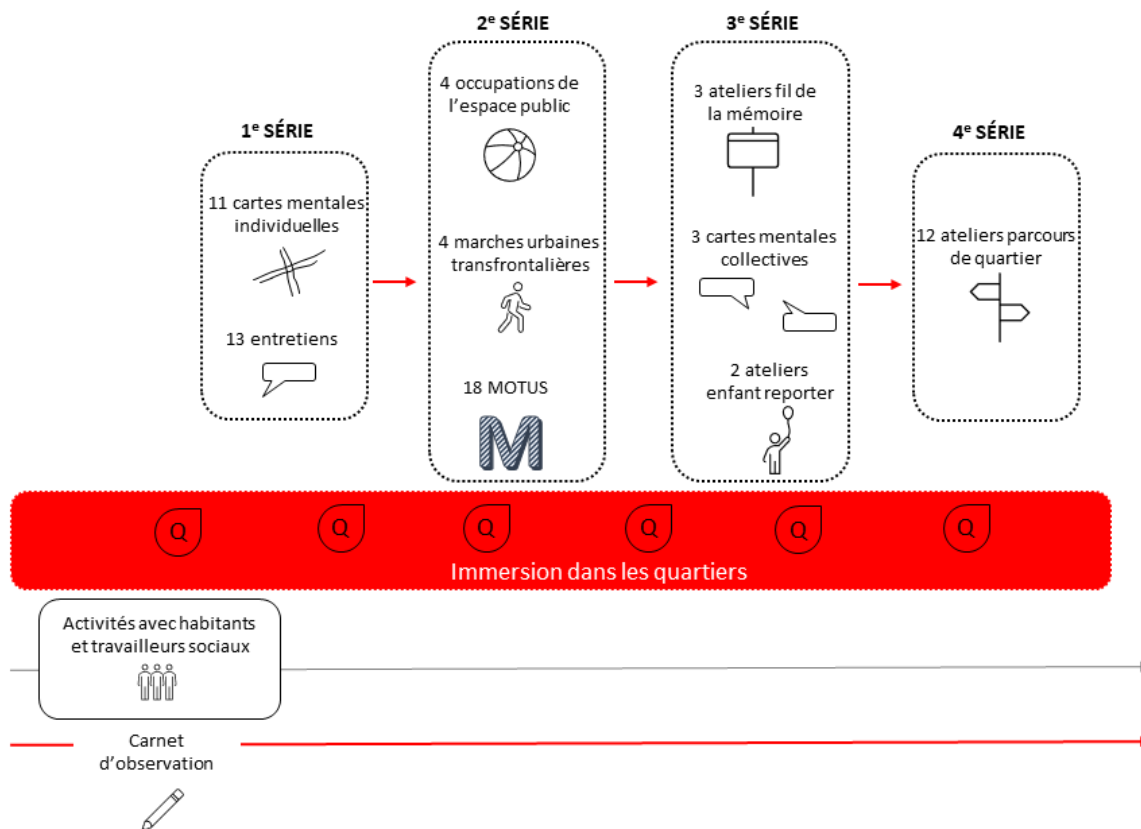 1e SÉRIE
11 cartes mentales
individuelles
13 entretiens
2e SÉRIE
4 occupations de
l'espace public
4 marches urbaines
transfrontalières
18 MOTUS
M
3e SÉRIE
3 ateliers fil de
la mémoire
3 cartes mentales
collectives
2 ateliers
enfant reporter
4e SÉRIE
12 ateliers parcours
de quartier
Q Q Q Q Q Q
Immersion dans les quartiers
Activités avec habitants
et travailleurs sociaux
Carnet
d'observation